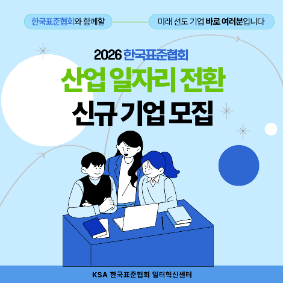 한국표준협회와 함께할
미래 선도 기업 바로 여러분입니다
2026 한국표준협회
산업 일자리 전환
신규 기업 모집
KSA 한국표준협회 일터혁신센터